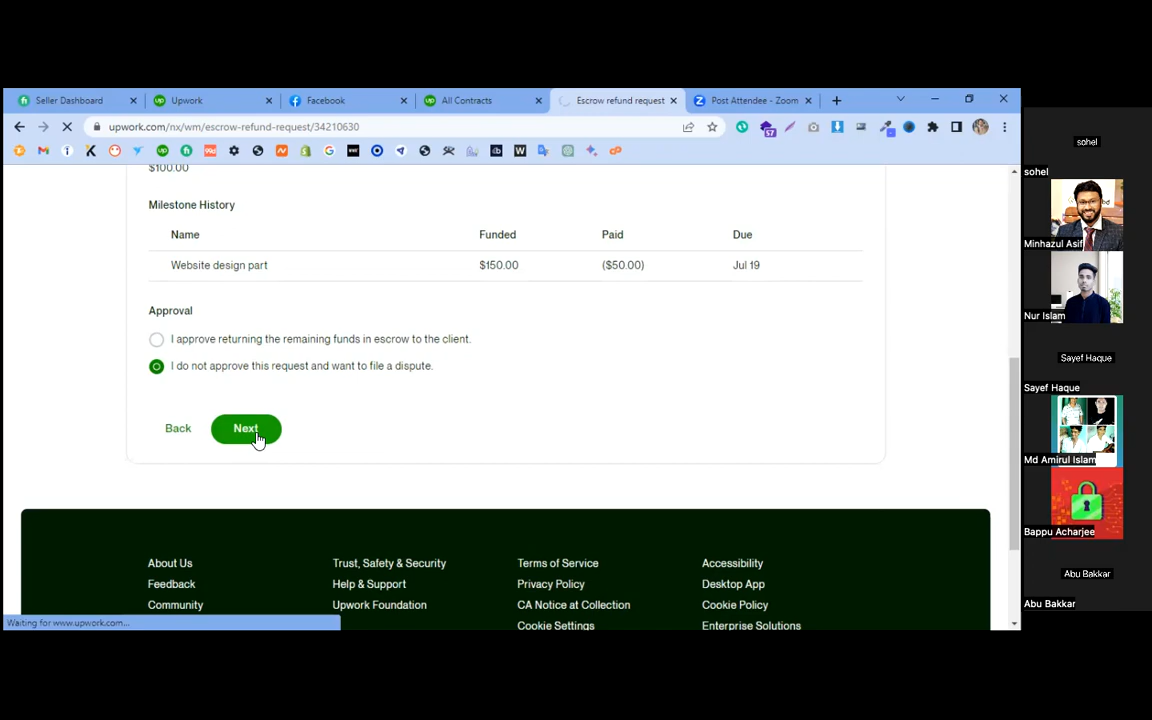 Seller Dashboard
Upwork
Facebook
All Contracts
Escrow refund request
Post Attendee - Zoom
upwork.com/nx/wm/escrow-refund-request/34210630
57
$100.00
Milestone History
Name Funded Paid Due
Website design part $150.00 ($50.00) Jul 19
Approval
I approve returning the remaining funds in escrow to the client.
I do not approve this request and want to file a dispute.
Back Next
About Us Trust, Safety & Security Terms of Service Accessibility
Feedback Help & Support Privacy Policy Desktop App
Community Upwork Foundation CA Notice at Collection Cookie Policy
Cookie Settings Enterprise Solutions
Waiting for www.upwork.com...
sohel
sohel
Minhazul Asif
Nur Islam
Sayef Haque
Sayef Haque
Md Amirul Islam
Bappu Acharjee
Abu Bakkar
Abu Bakkar